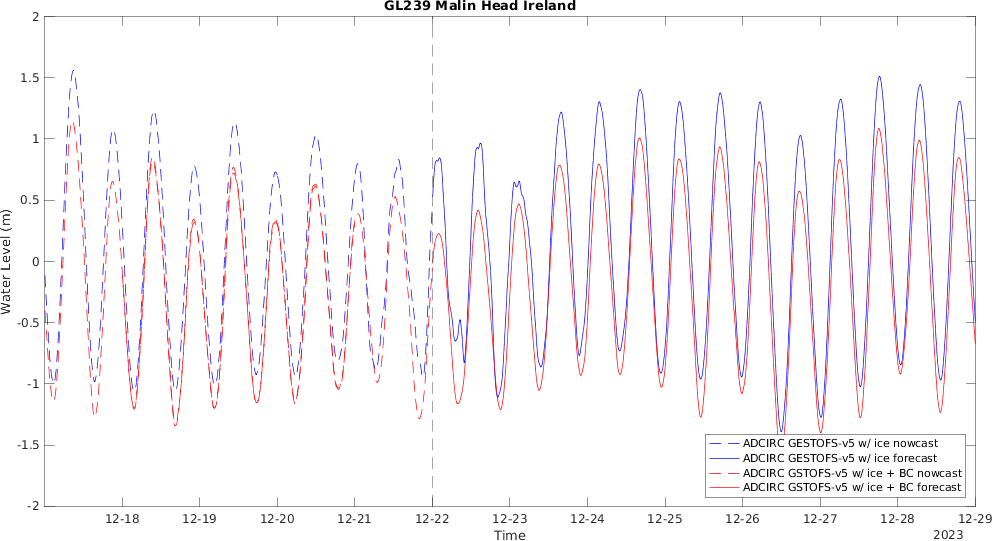 GL239 Malin Head Ireland
2
1.5
1
0.5
0
-0.5
-1
-1.5
-2
Water Level (m)
ADCIRC GESTOFS-v5 w/ ice nowcast
ADCIRC GESTOFS-v5 w/ ice forecast
ADCIRC GSTOFS-v5 w/ ice + BC nowcast
ADCIRC GSTOFS-v5 w/ ice + BC forecast
12-18 12-19 12-20 12-21 12-22 12-23 12-24 12-25 12-26 12-27 12-28 12-29
Time
2023